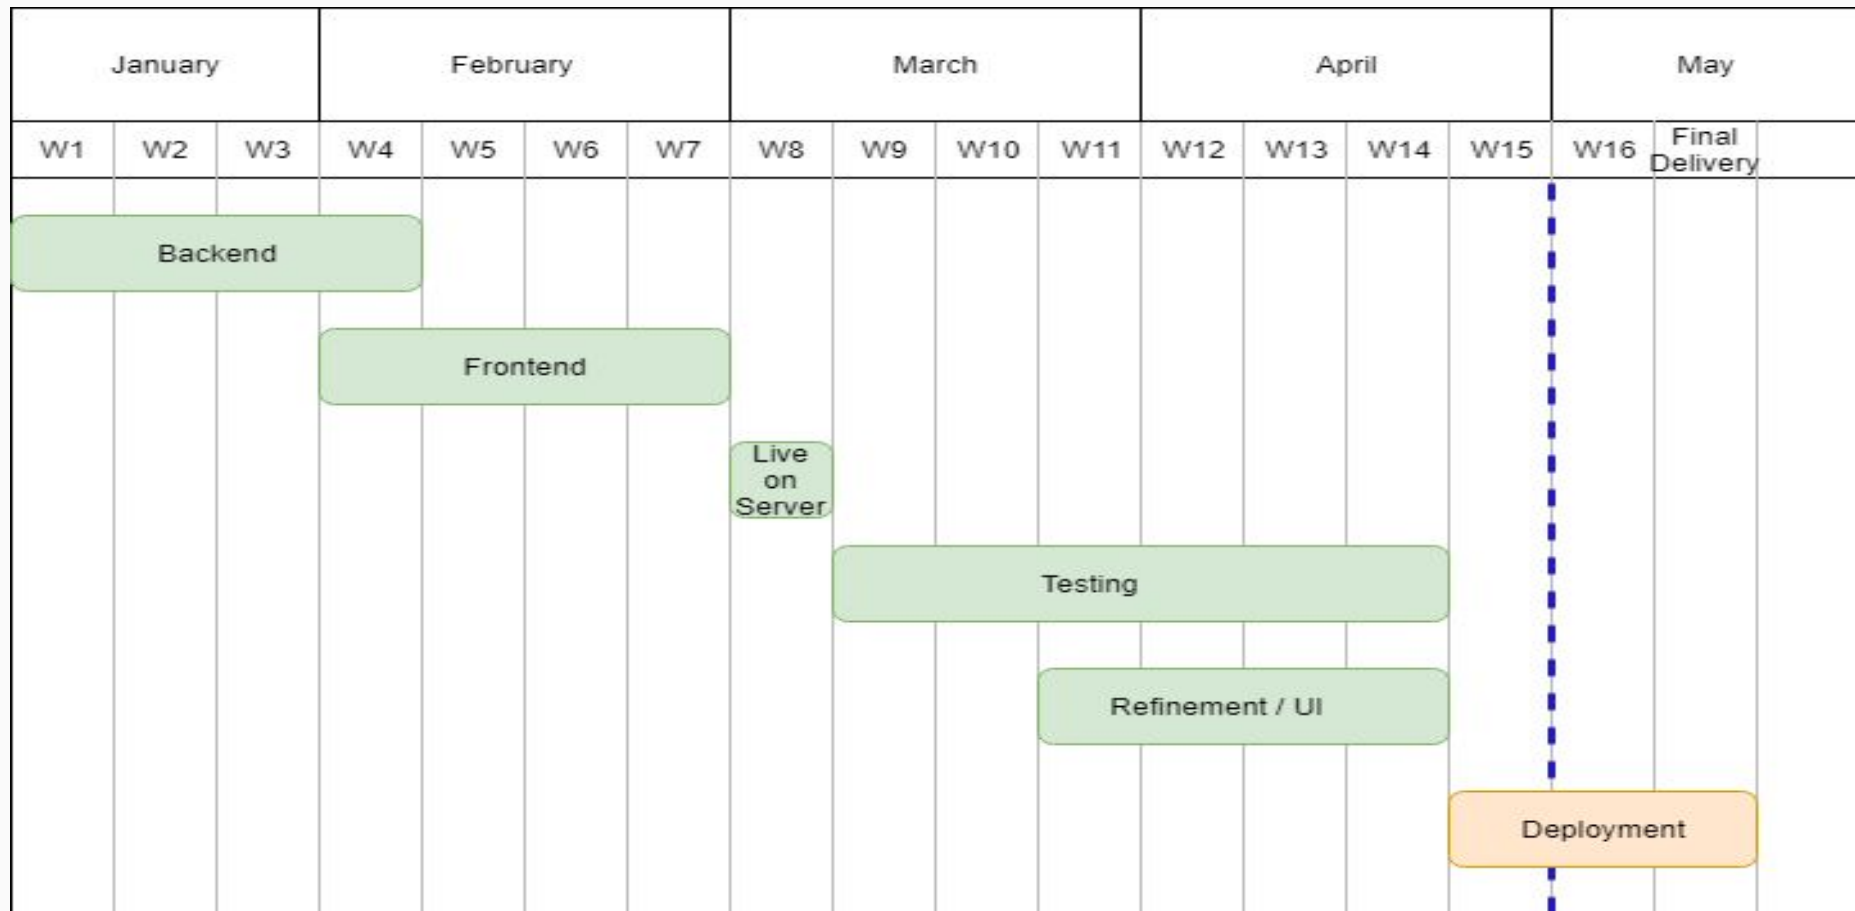 January February March April May
W1 W2 W3 W4 W5 W6 W7 W8 W9 W10 W11 W12 W13 W14 W15 W16 Final
Delivery
Backend
Frontend
Live
on
Server
Testing
Refinement / UI
Deployment